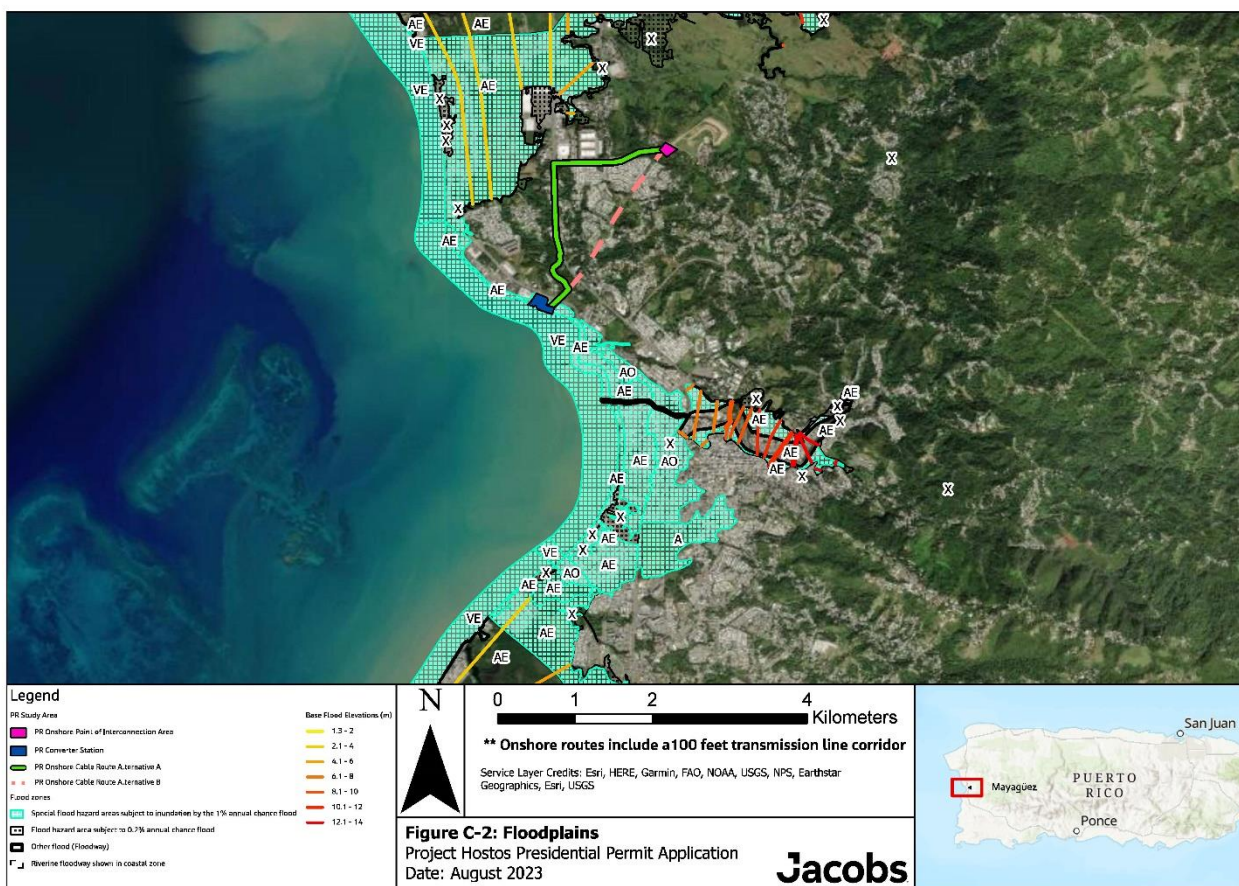 AE
AE
VE
X
X
X
VE
AE
X
X
X
X
X
AE
AE
VE
AE
AO
AE
AE
X
X
AE
X
AE
AE
AE
X
X
AO
AE
AE
X
X
X
AE
A
VE
X
AE
X
AO
AE
AE
VE
X
AE
AE
Legend
PR Study Area
PR Onshore Point of Interconnection Area
PR Converter Station
PR Onshore Cable Route Alternative A
PR Onshore Cable Route Alternative B
Flood zones
Special flood hazard areas subject to inundation by the 1% annual chance flood
Flood hazard area subject to 0.2% annual chance flood
Other flood (Floodway)
Riverine floodway shown in coastal zone
Base Flood Elevations (m)
1.3 - 2
2.1 - 4
4.1 - 6
6.1 - 8
8.1 - 10
10.1 - 12
12.1 - 14
N
0 1 2 4
Kilometers
** Onshore routes include a100 feet transmission line corridor
Service Layer Credits: Esri, HERE, Garmin, FAO, NOAA, USGS, NPS, Earthstar
Geographics, Esri, USGS
Figure C-2: Floodplains
Project Hostos Presidential Permit Application
Date: August 2023
Jacobs
San Juan
Mayagüez
PUERTO
RICO
Ponce